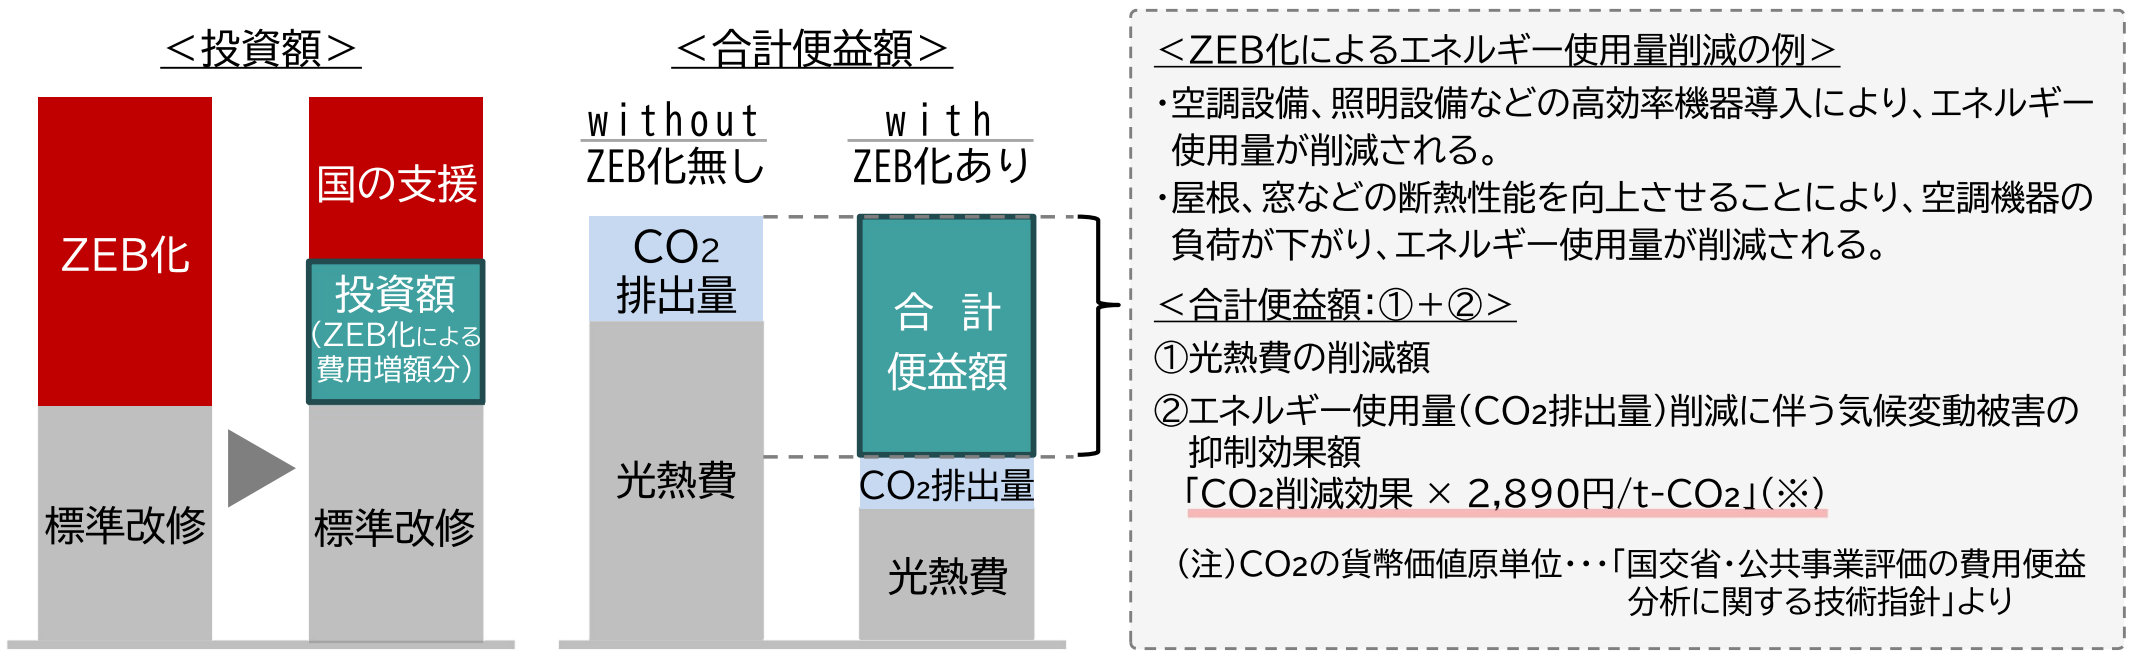 ＜投資額＞
ZEB化
標準改修
国の支援
投資額
（ZEB化による
費用増額分）
標準改修
＜合計便益額＞
without
ZEB化無し
with
ZEB化あり
CO2
排出量
光熱費
合　計
便益額
CO2排出量
光熱費
＜ZEB化によるエネルギー使用量削減の例＞
・空調設備、照明設備などの高効率機器導入により、エネルギー
使用量が削減される。
・屋根、窓などの断熱性能を向上させることにより、空調機器の
負荷が下がり、エネルギー使用量が削減される。
＜合計便益額：①＋②＞
①光熱費の削減額
②エネルギー使用量（CO2排出量）削減に伴う気候変動被害の
抑制効果額
「CO2削減効果 × 2,890円/t-CO2」（※）
（注）CO2の貨幣価値原単位・・・「国交省・公共事業評価の費用便益
分析に関する技術指針」より